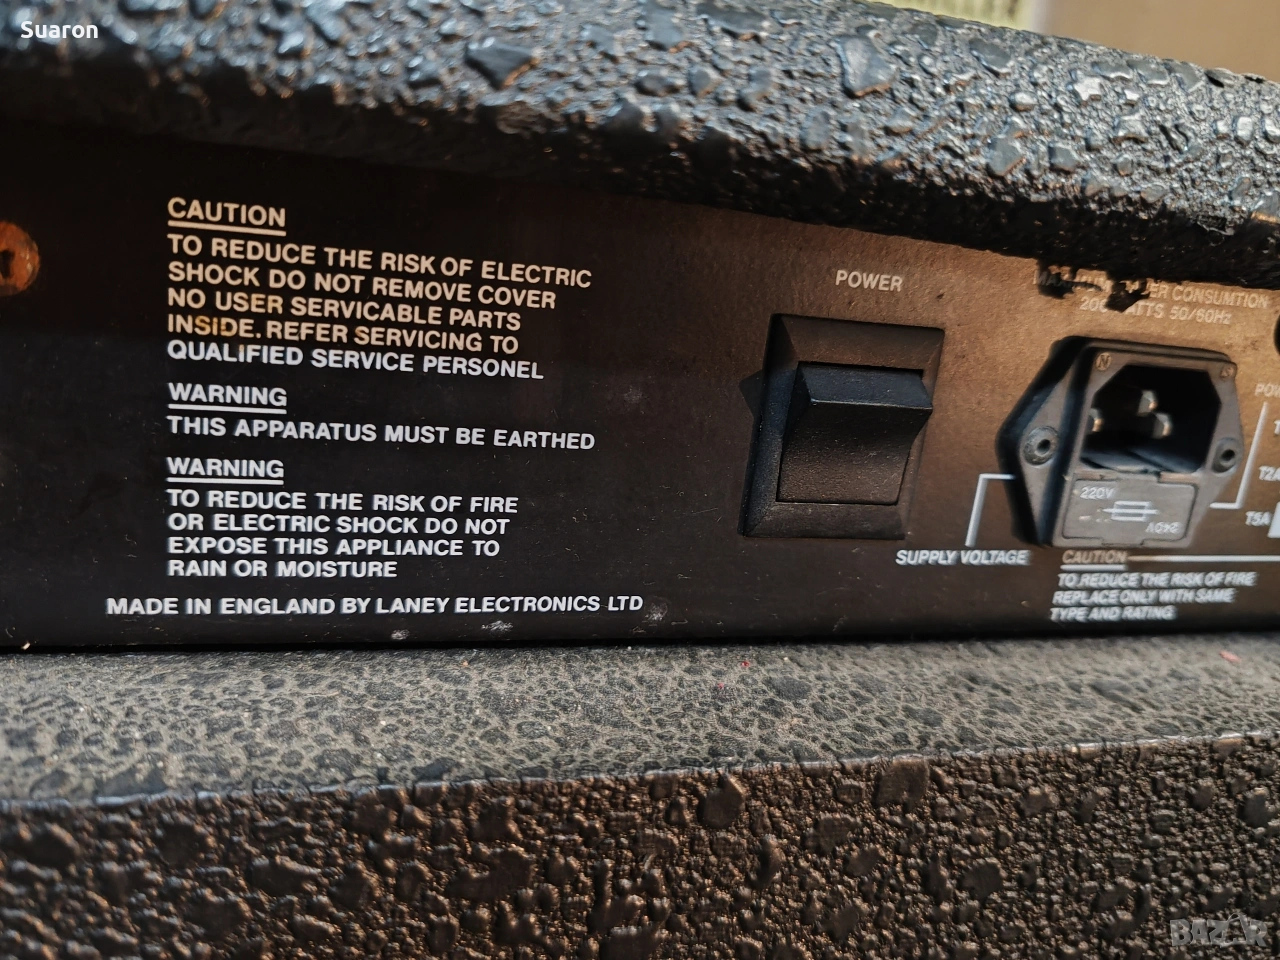 Suaron
CAUTION
TO REDUCE THE RISK OF ELECTRIC
SHOCK DO NOT REMOVE COVER
NO USER SERVICABLE PARTS
INSIDE. REFER SERVICING TO
QUALIFIED SERVICE PERSONEL
WARNING
THIS APPARATUS MUST BE EARTHED
WARNING
TO REDUCE THE RISK OF FIRE
OR ELECTRIC SHOCK DO NOT
EXPOSE THIS APPLIANCE TO
RAIN OR MOISTURE
MADE IN ENGLAND BY LANEY ELECTRONICS LTD
POWER
CONSUMTION
50/60Hz
N
220V
240V
SUPPLY VOLTAGE
T5A
CAUTION
TO REDUCE THE RISK OF FIRE
REPLACE ONLY WITH SAME
TYPE AND RATING